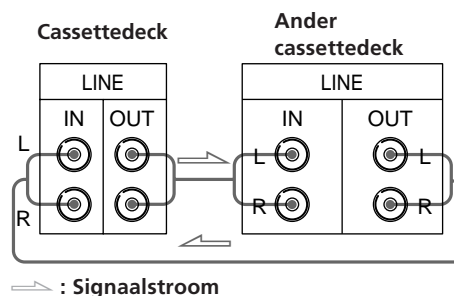 Cassettedeck
Ander
cassettedeck
LINE
LINE
IN OUT
IN OUT
L
L
L
R
R
R
: Signaalstroom